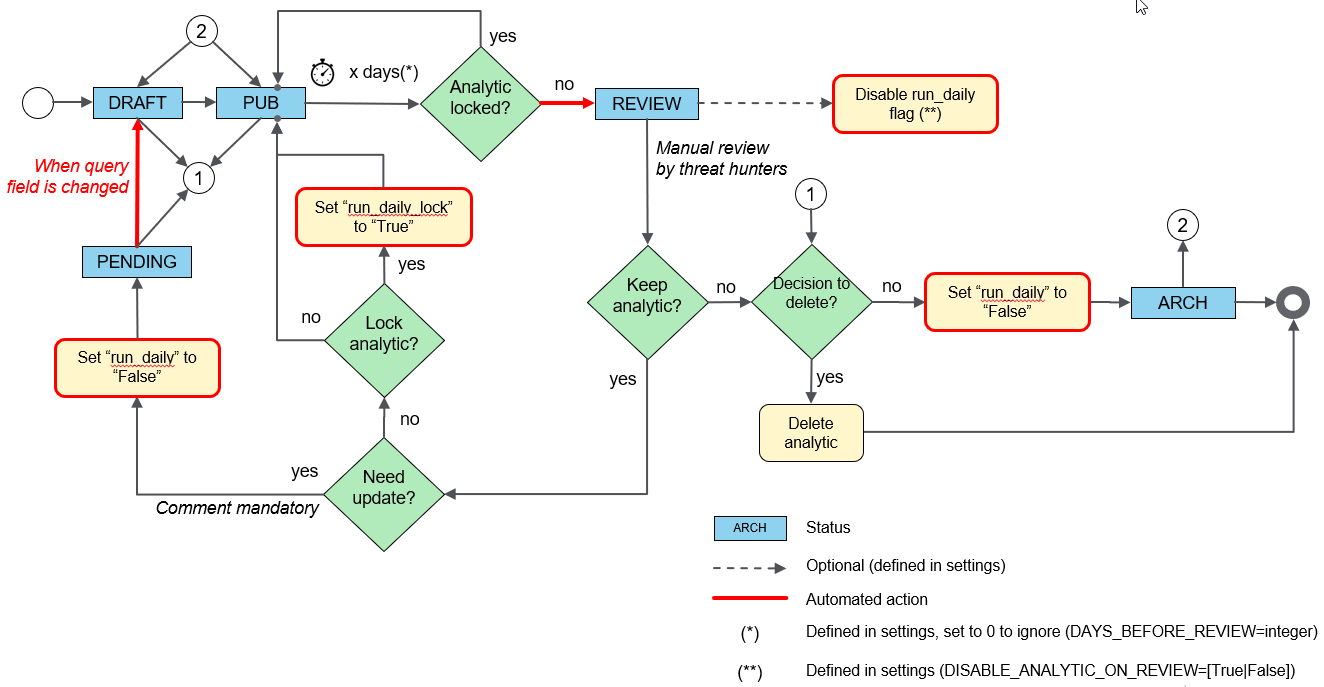 2
yes
x days(*)
Analytic
locked?
no
DRAFT
PUB
REVIEW
Disable run_daily
flag (**)
When query
field is changed
1
Manual review
by threat hunters
Set “run_daily_lock”
to “True”
1
2
PENDING
yes
Keep
analytic?
no
Decision to
delete?
no
Set “run_daily” to
“False”
ARCH
no
Lock
analytic?
Set “run_daily” to
“False”
yes
yes
no
Delete
analytic
yes
Need
update?
Comment mandatory
ARCH
Status
Optional (defined in settings)
Automated action
(*)
Defined in settings, set to 0 to ignore (DAYS_BEFORE_REVIEW=integer)
(**)
Defined in settings (DISABLE_ANALYTIC_ON_REVIEW=[True|False])